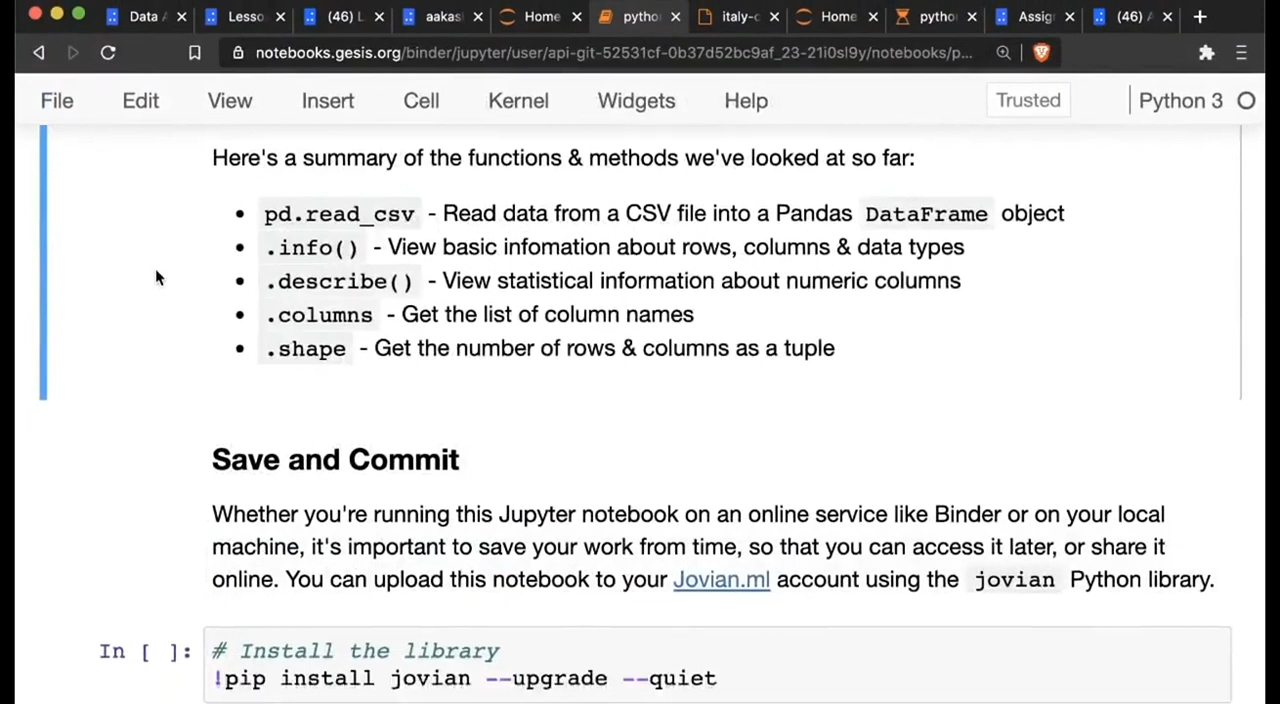 Data A
Lesso
(46) L
aakas
Home
pytho
italy-c
Home
pytho
Assig
(46) A
notebooks.gesis.org/binder/jupyter/user/api-git-52531cf-0b37d52bc9af_23-21i0sl9y/notebooks/p...
File Edit View Insert Cell Kernel Widgets Help Trusted Python 3
Here's a summary of the functions & methods we've looked at so far:
• pd.read_csv - Read data from a CSV file into a Pandas DataFrame object
• .info() - View basic infomation about rows, columns & data types
• .describe() - View statistical information about numeric columns
• .columns - Get the list of column names
• .shape - Get the number of rows & columns as a tuple
Save and Commit
Whether you're running this Jupyter notebook on an online service like Binder or on your local
machine, it's important to save your work from time, so that you can access it later, or share it
online. You can upload this notebook to your Jovian.ml account using the jovian Python library.
In [ ]: # Install the library
!pip install jovian --upgrade --quiet